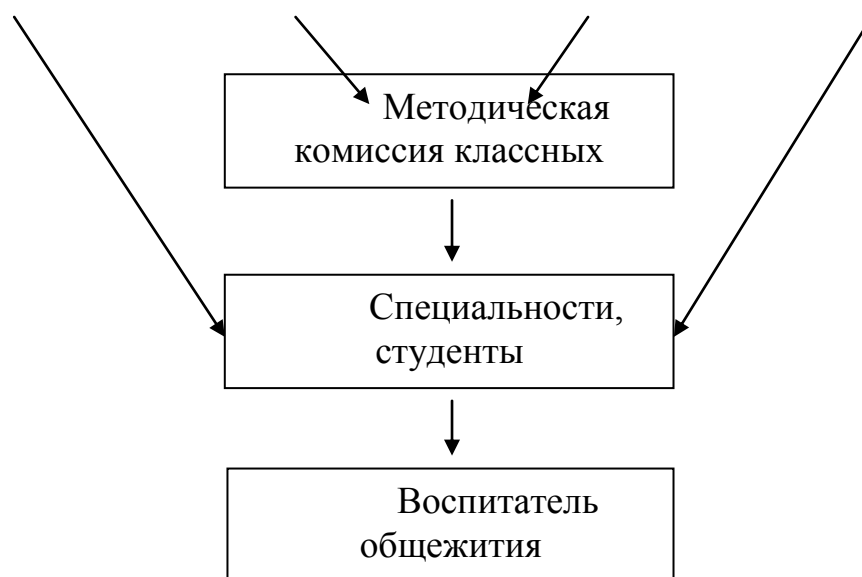 Методическая
комиссия классных
Специальности,
студенты
Воспитатель
общежития